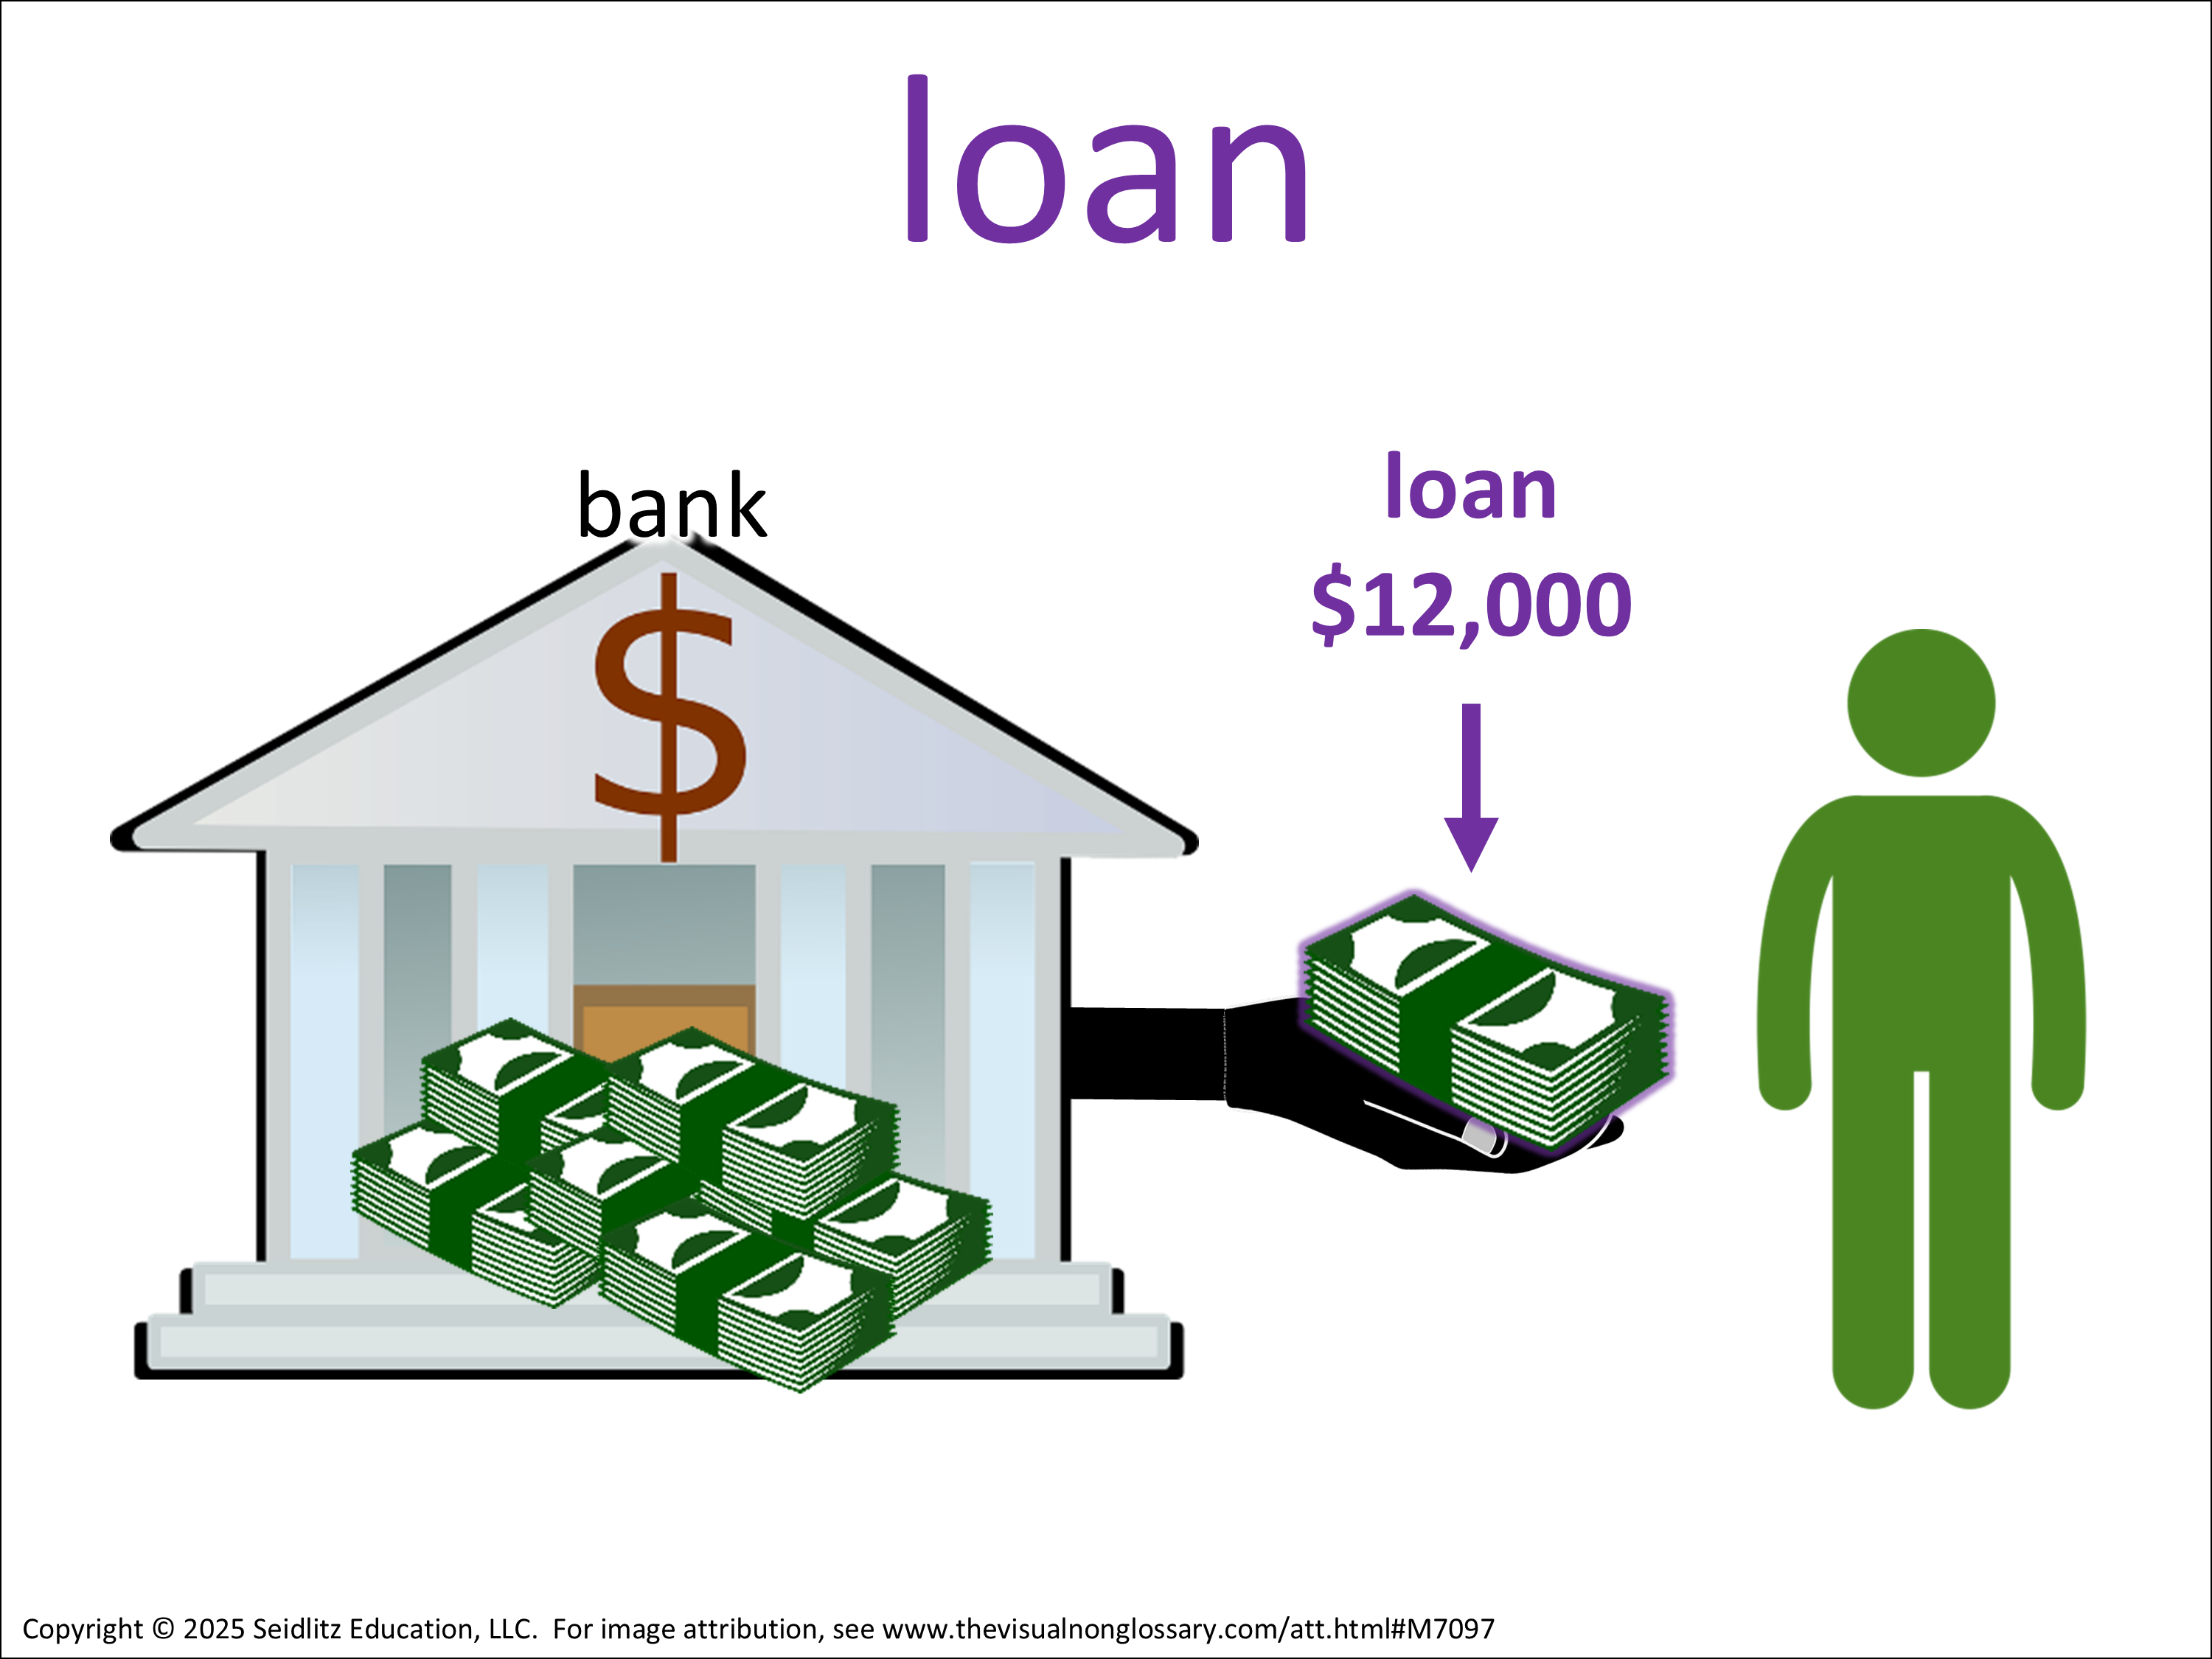 loan
bank
loan
$12,000
$
Copyright © 2025 Seidlitz Education, LLC.  For image attribution, see www.thevisualnonglossary.com/att.html#M7097